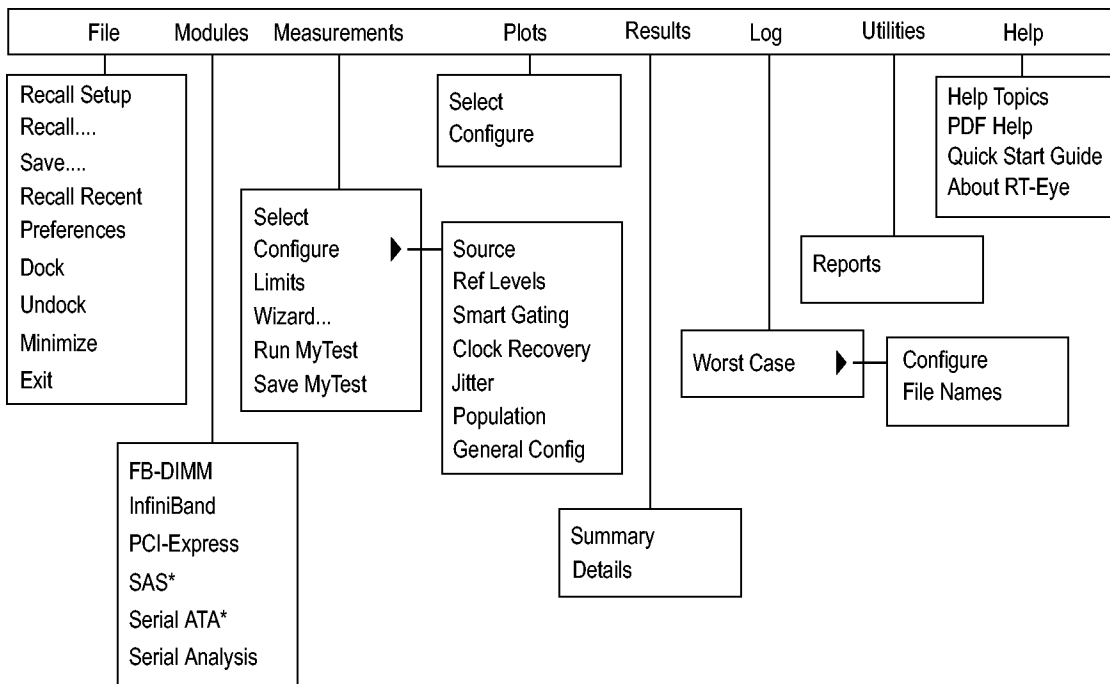 File Modules Measurements Plots Results Log Utilities Help
Recall Setup
Recall....
Save....
Recall Recent
Preferences
Dock
Undock
Minimize
Exit
FB-DIMM
InfiniBand
PCI-Express
SAS*
Serial ATA*
Serial Analysis
Select
Configure
Limits
Wizard...
Run MyTest
Save MyTest
Source
Ref Levels
Smart Gating
Clock Recovery
Jitter
Population
General Config
Select
Configure
Summary
Details
Worst Case
Configure
File Names
Reports
Help Topics
PDF Help
Quick Start Guide
About RT-Eye